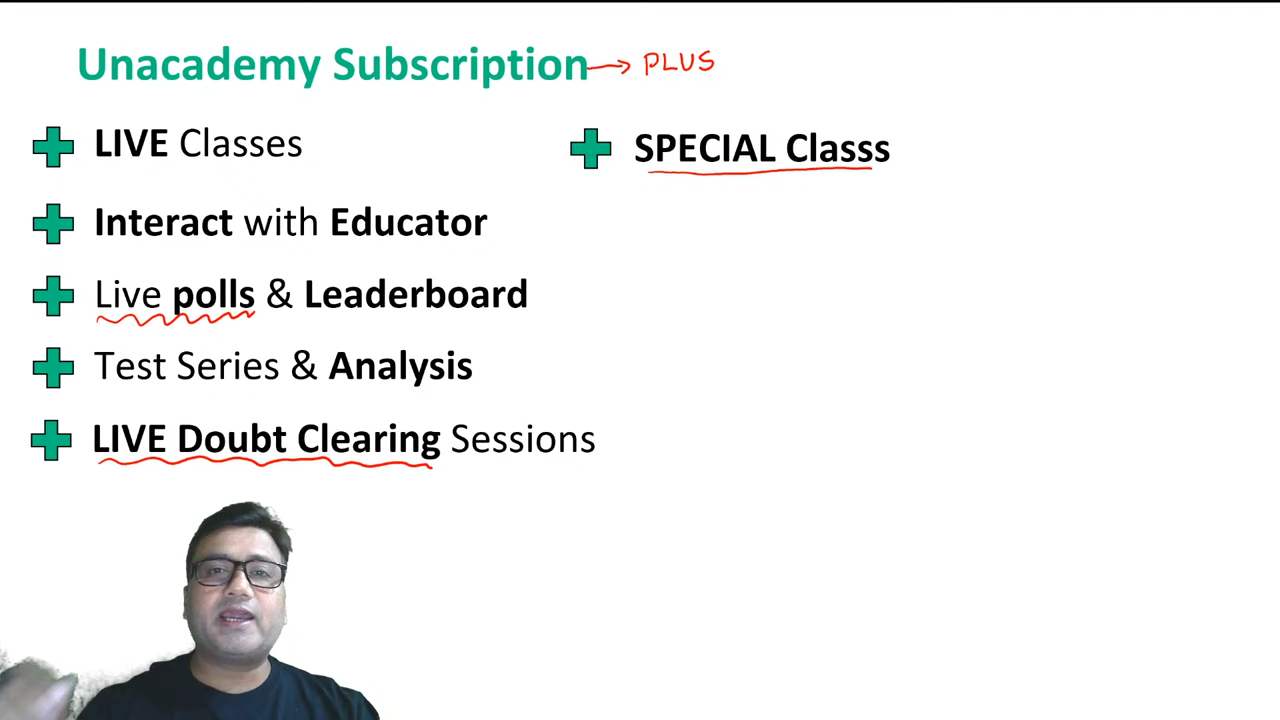 Unacademy Subscription → PLUS
LIVE Classes
Interact with Educator
Live polls & Leaderboard
Test Series & Analysis
LIVE Doubt Clearing Sessions
SPECIAL Classs